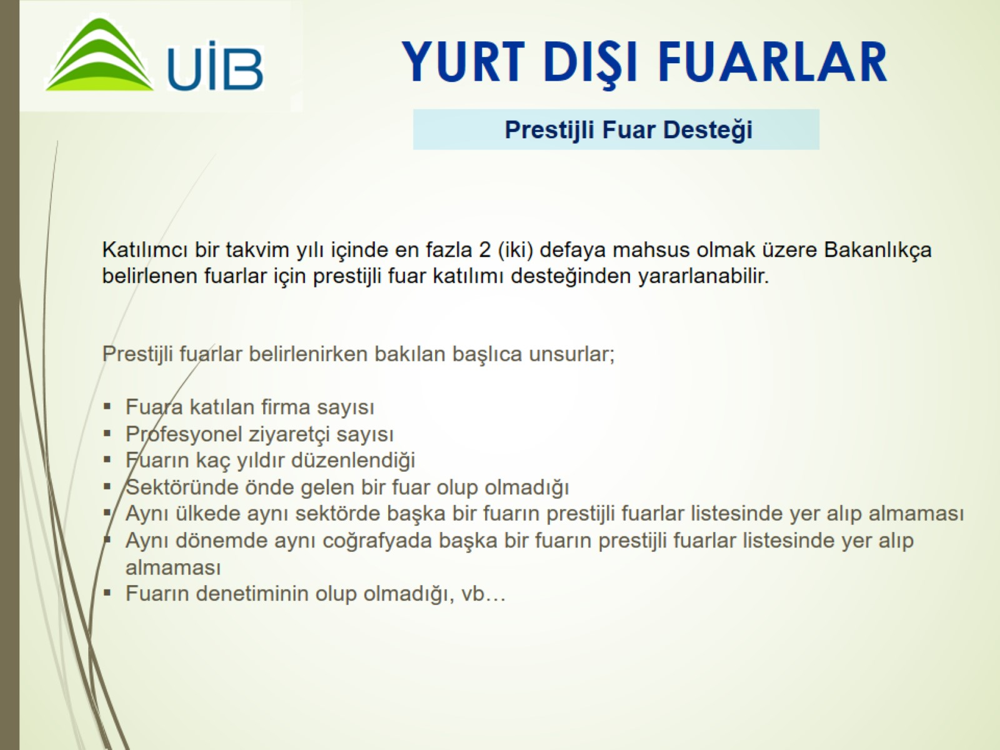 UİB
YURT DIŞI FUARLAR
Prestijli Fuar Desteği
Katılımcı bir takvim yılı içinde en fazla 2 (iki) defaya mahsus olmak üzere Bakanlıkça
belirlenen fuarlar için prestijli fuar katılımı desteğinden yararlanabilir.
Prestijli fuarlar belirlenirken bakılan başlıca unsurlar;
▪ Fuara katılan firma sayısı
▪ Profesyonel ziyaretçi sayısı
▪ Fuarın kaç yıldır düzenlendiği
▪ Sektöründe önde gelen bir fuar olup olmadığı
▪ Aynı ülkede aynı sektörde başka bir fuarın prestijli fuarlar listesinde yer alıp almaması
▪ Aynı dönemde aynı coğrafyada başka bir fuarın prestijli fuarlar listesinde yer alıp
almaması
▪ Fuarın denetiminin olup olmadığı, vb…